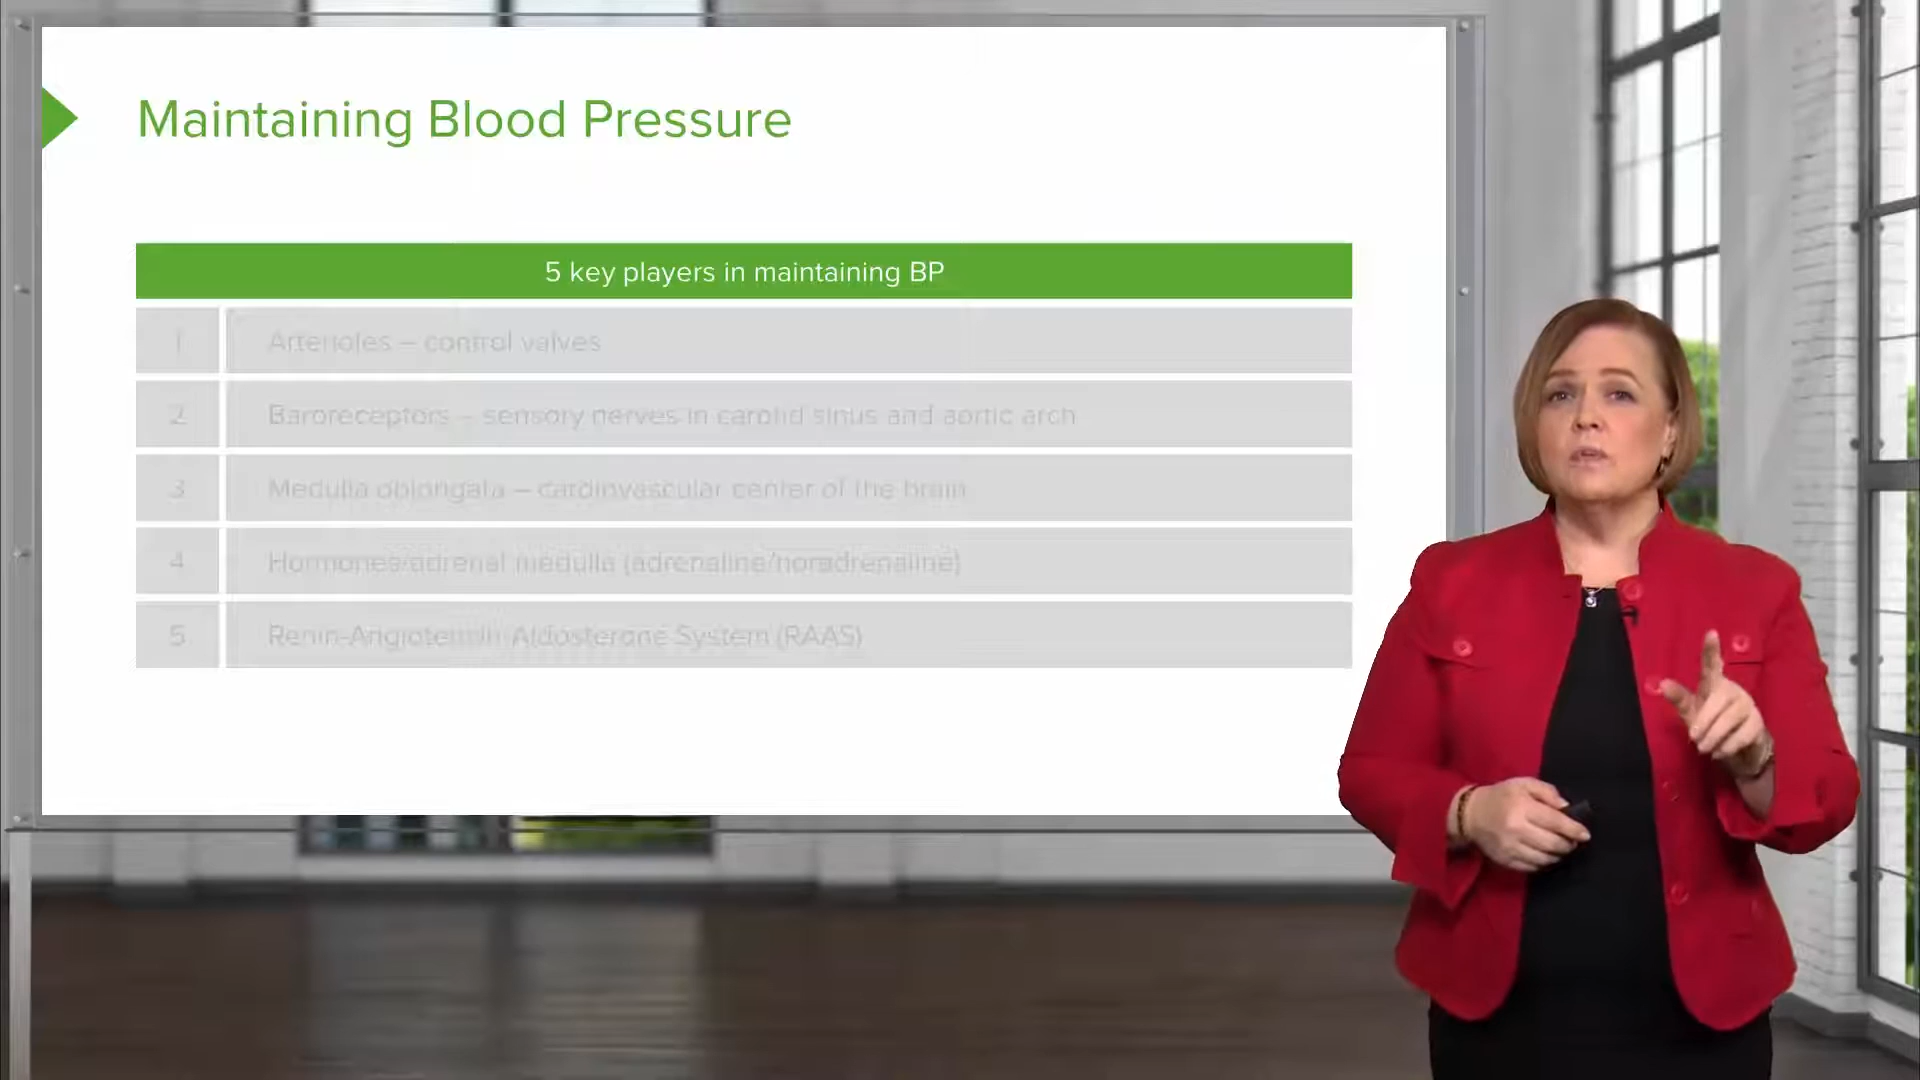 Maintaining Blood Pressure
5 key players in maintaining BP
1 Arterioles – control valves
2 Baroreceptors – sensory nerves in carotid sinus and aortic arch
3 Medulla oblongata – cardiovascular center of the brain
4 Hormones/adrenal medulla (adrenaline/noradrenaline)
5 Renin-Angiotensin Aldosterone System (RAAS)